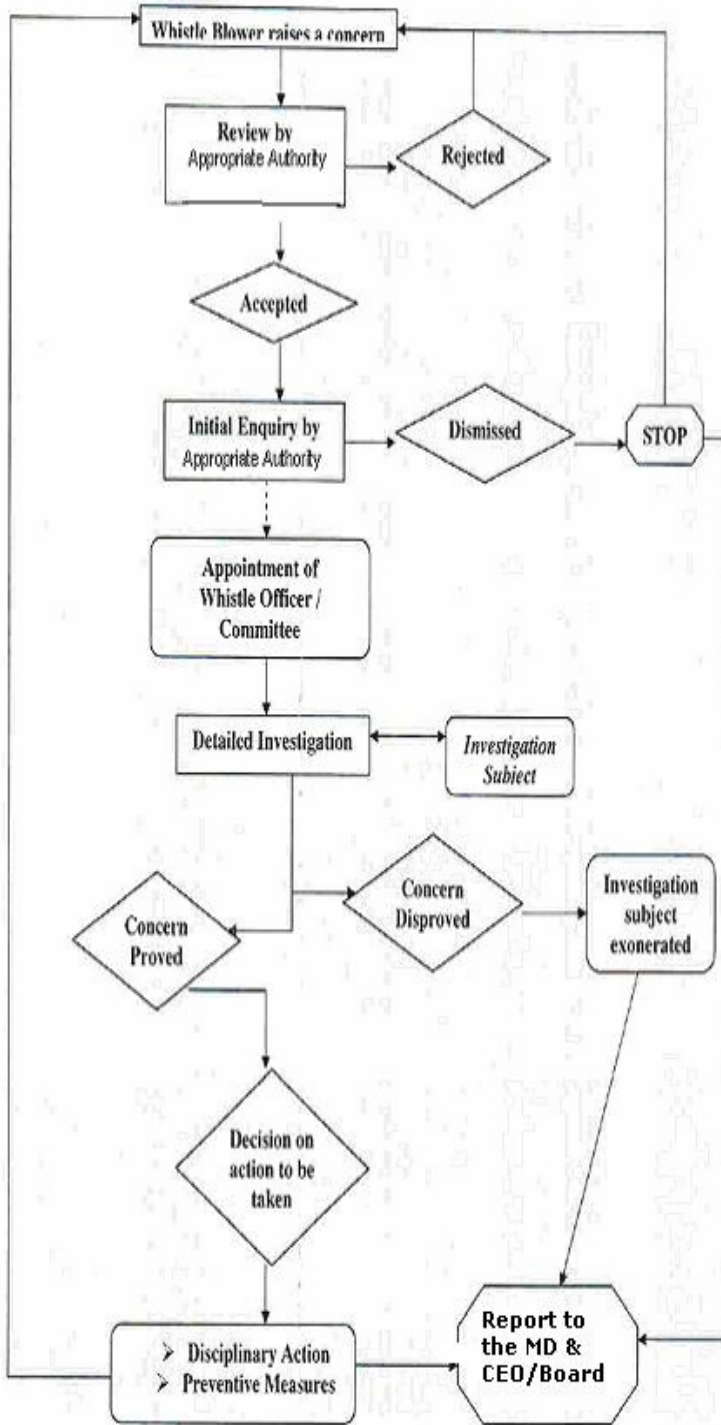 Whistle Blower raises a concern
Review by
Appropriate Authority
Rejected
Accepted
Initial Enquiry by
Appropriate Authority
Dismissed
STOP
Appointment of
Whistle Officer /
Committee
Detailed Investigation
Investigation
Subject
Concern
Disproved
Investigation
subject
exonerated
Concern
Proved
Decision on
action to be
taken
Report to
the MD &
CEO/Board
➢ Disciplinary Action
➢ Preventive Measures